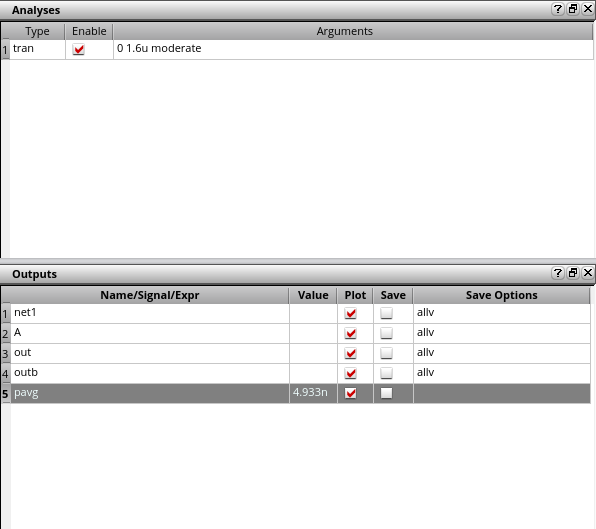 Analyses
Type Enable Arguments
1 tran 0 1.6u moderate
Outputs
Name/Signal/Expr Value Plot Save Save Options
1 net1 allv
2 A allv
3 out allv
4 outb allv
5 pavg 4.933n